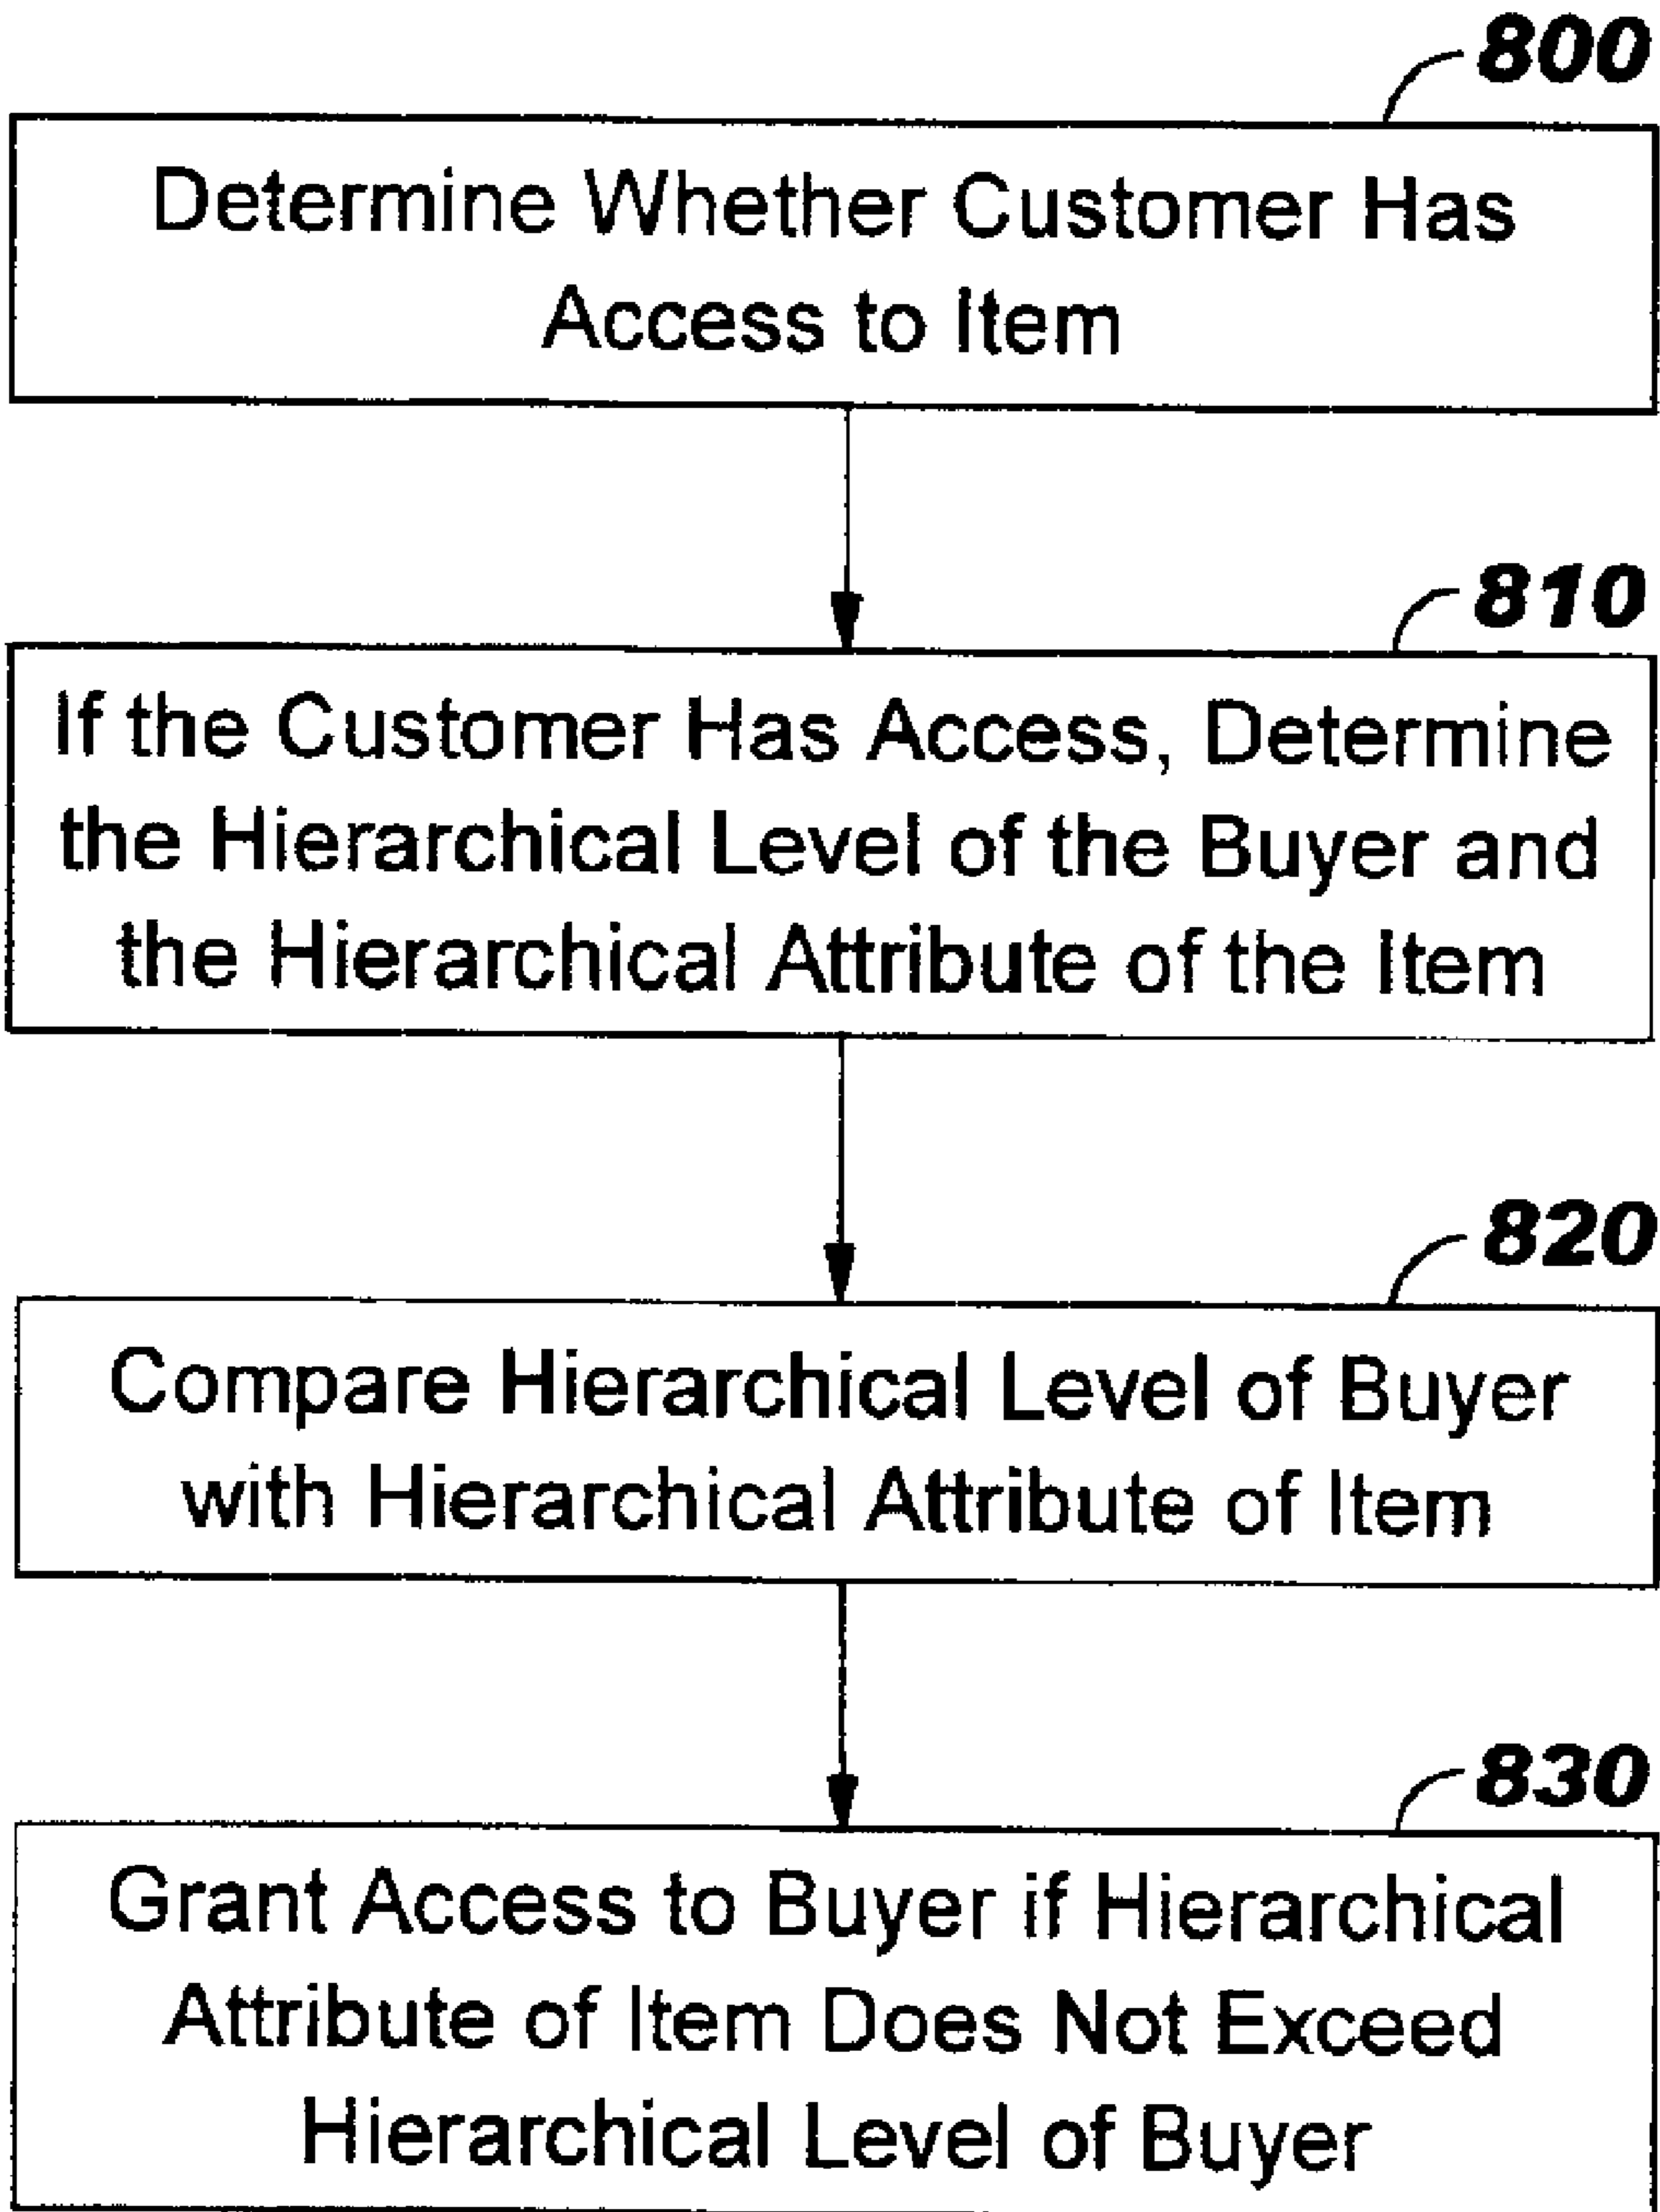 800
Determine Whether Customer Has
Access to Item
810
If the Customer Has Access, Determine
the Hierarchical Level of the Buyer and
the Hierarchical Attribute of the Item
820
Compare Hierarchical Level of Buyer
with Hierarchical Attribute of Item
830
Grant Access to Buyer if Hierarchical
Attribute of Item Does Not Exceed
Hierarchical Level of Buyer